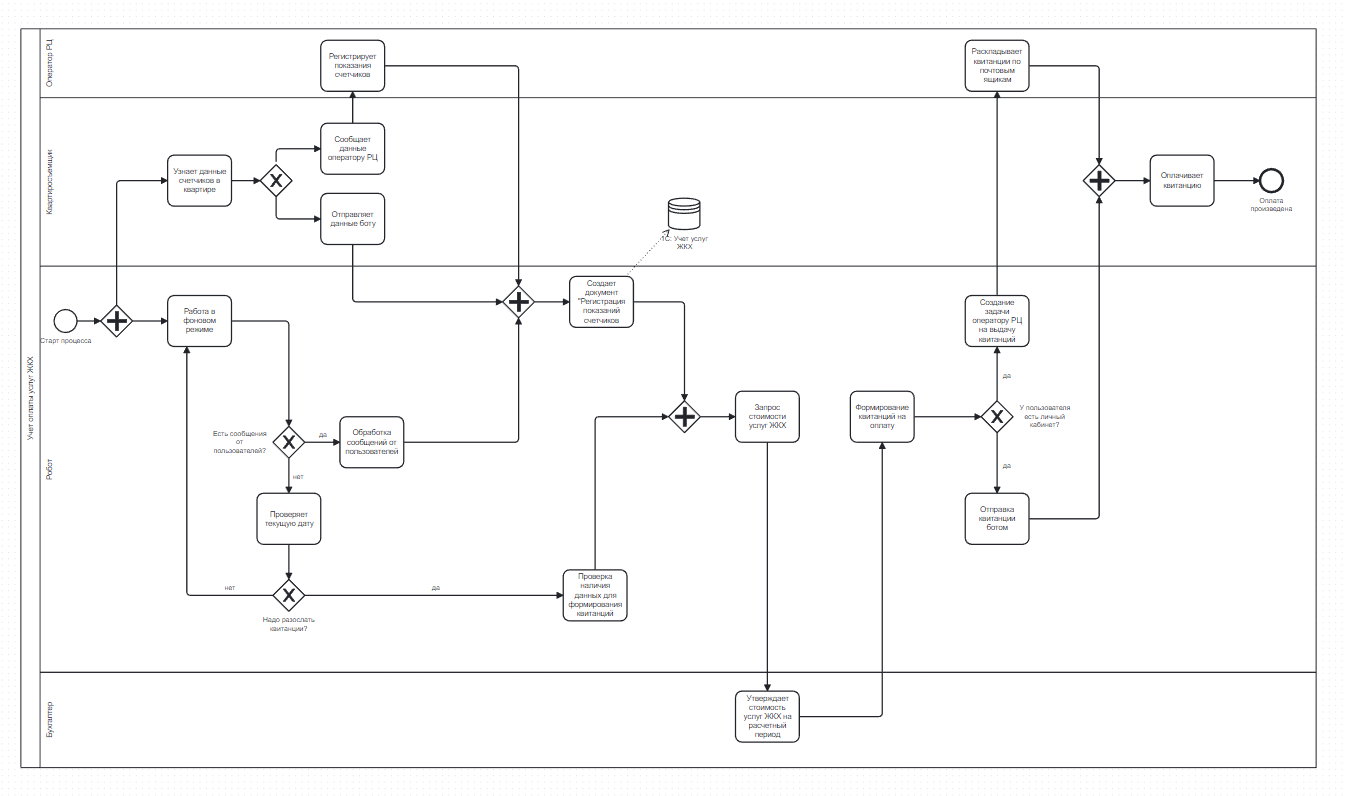 Учет оплаты услуг ЖКХ
Оператор РЦ
Регистрирует
показания
счетчиков
Раскладывает
квитанции по
почтовым
ящикам
Квартиросъемщик
Узнает данные
счетчиков в
квартире
Сообщает
данные
оператору РЦ
Отправляет
данные боту
1С: Учет услуг
ЖКХ
Оплачивает
квитанцию
Оплата
произведена
Робот
Старт процесса
Работа в
фоновом
режиме
Есть сообщения
от
пользователей?
да
нет
Обработка
сообщений от
пользователей
Проверяет
текущую дату
Надо разослать
квитанции?
нет
да
Создает
документ
"Регистрация
показаний
счетчиков
Проверка
наличия
данных для
формирования
квитанций
Запрос
стоимости
услуг ЖКХ
Формирование
квитанций на
оплату
У пользователя
есть личный
кабинет?
да
Создание
задачи
оператору РЦ
на выдачу
квитанций
да
Отправка
квитанции
ботом
Бухгалтер
Утверждает
стоимость
услуг ЖКХ на
расчетный
период